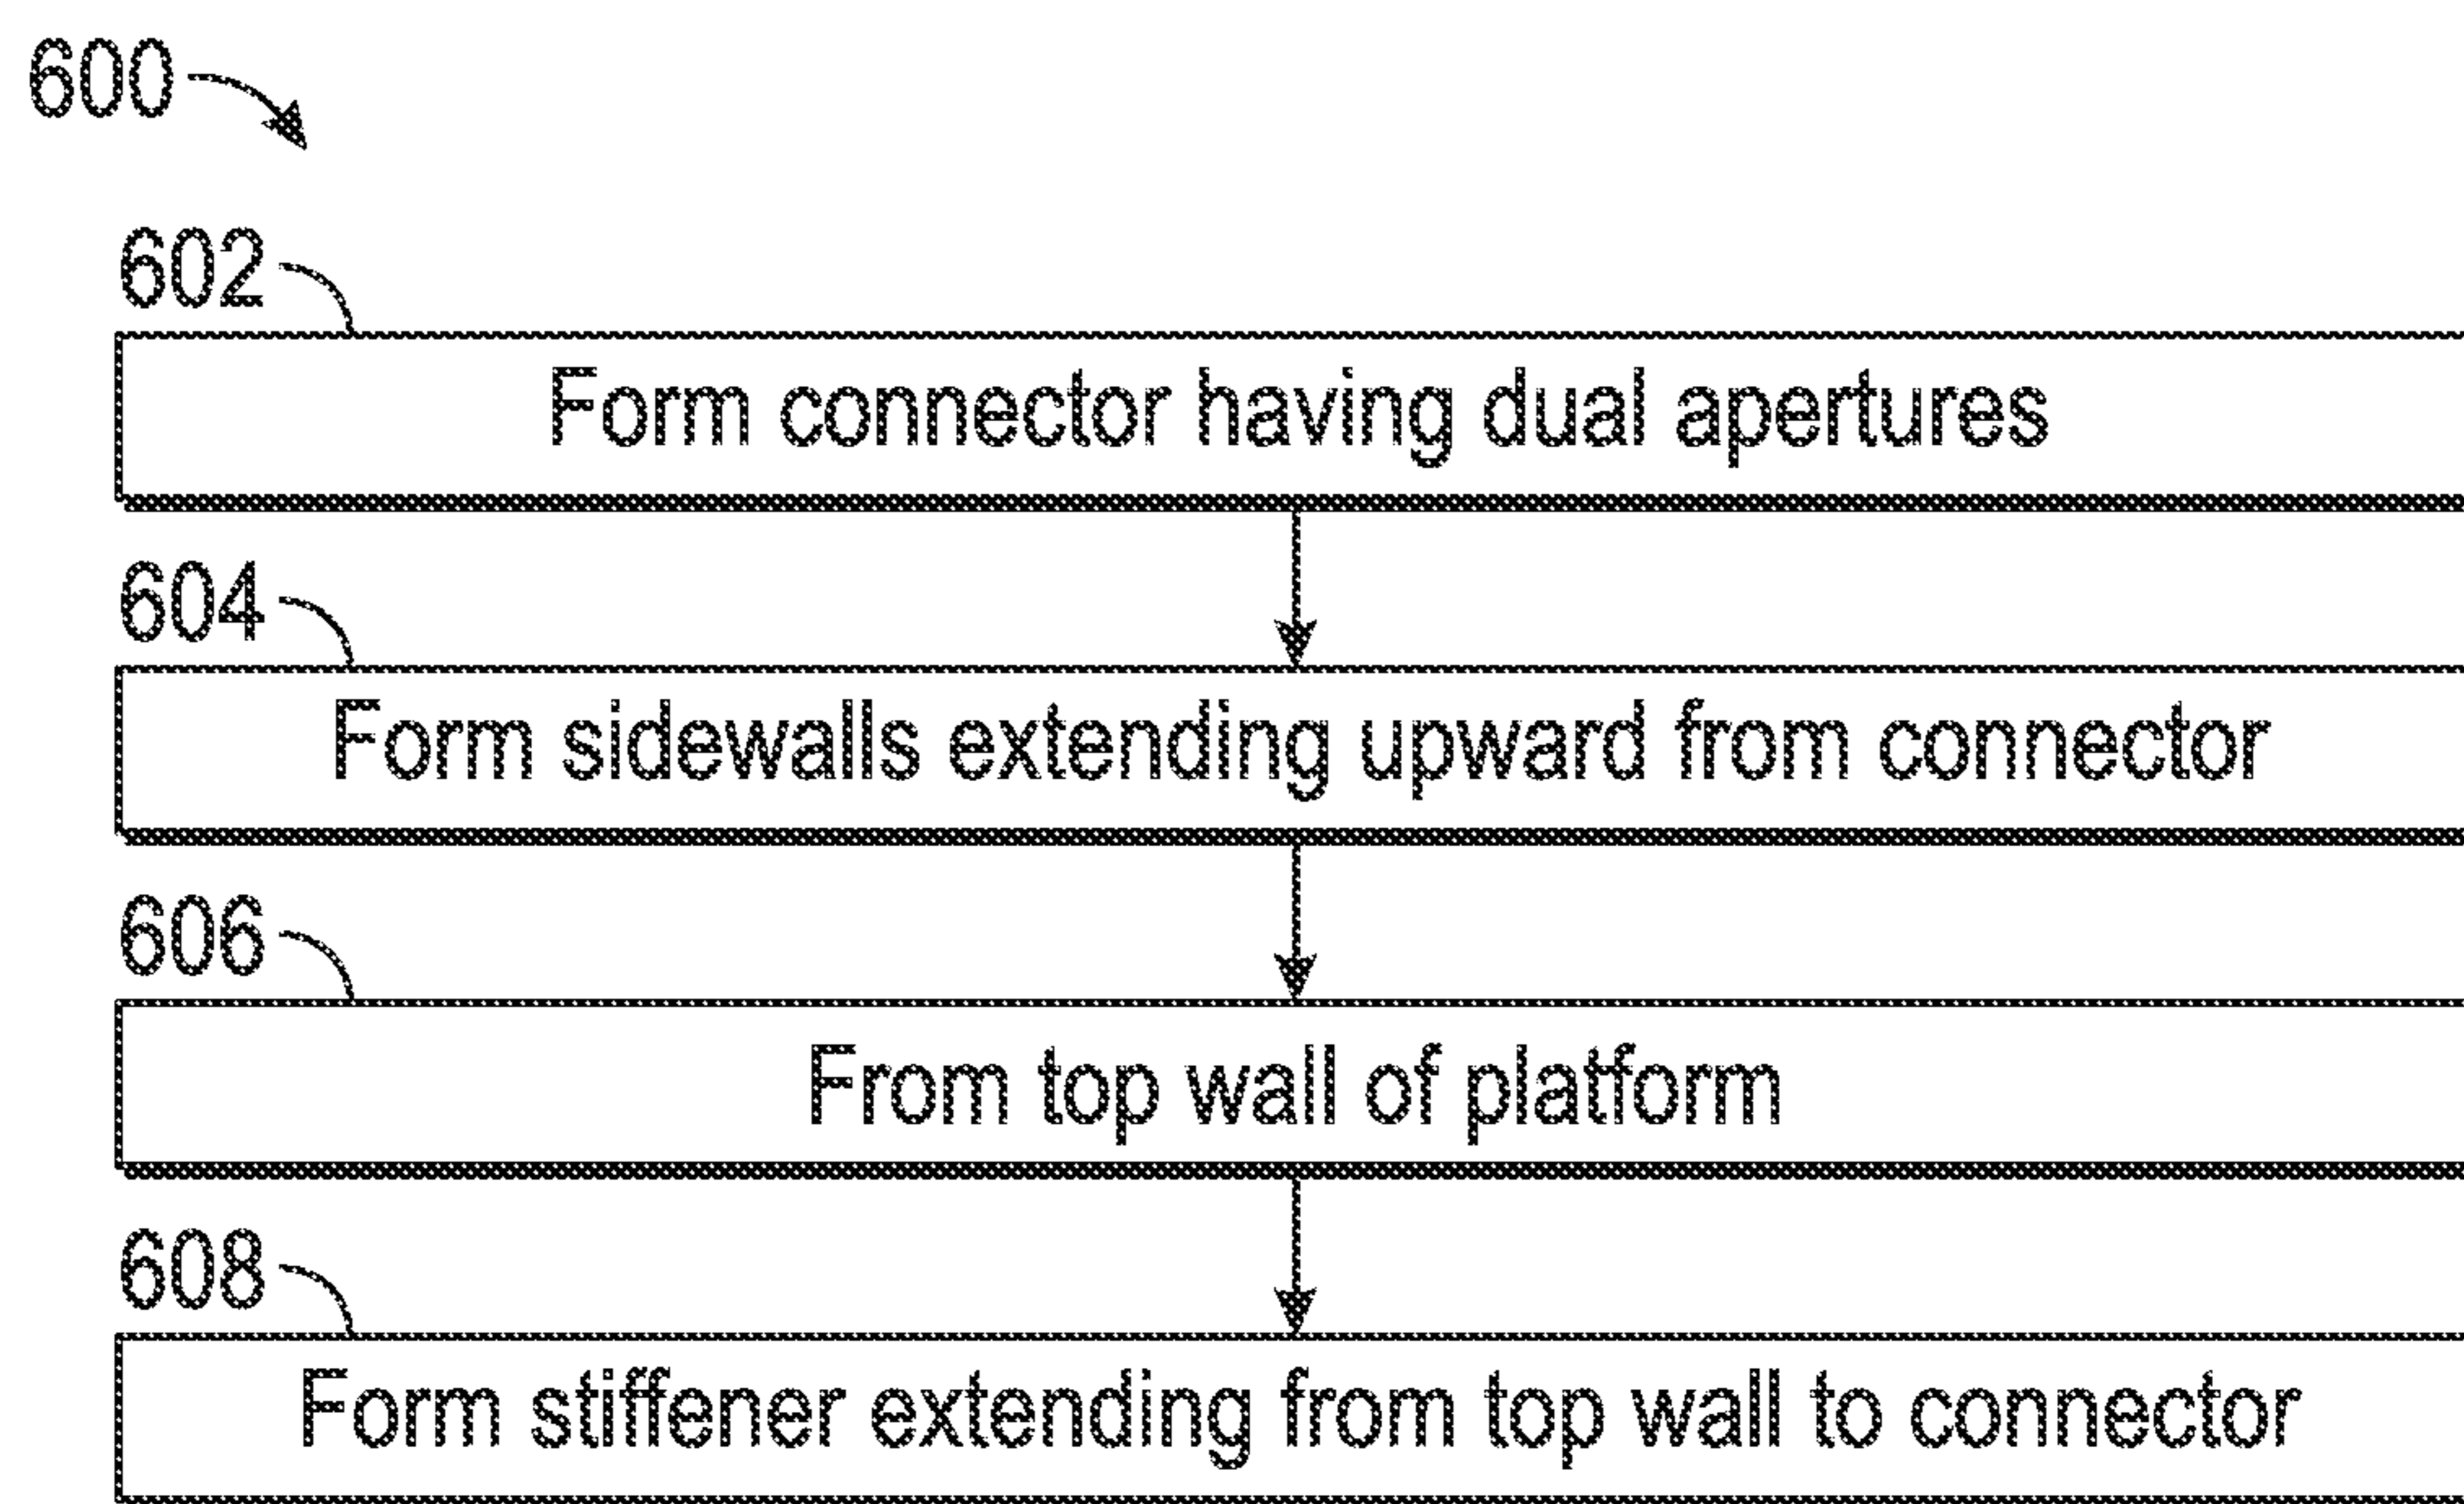 600
602
Form connector having dual apertures
604
Form sidewalls extending upward from connector
606
From top wall of platform
608
Form stiffener extending from top wall to connector